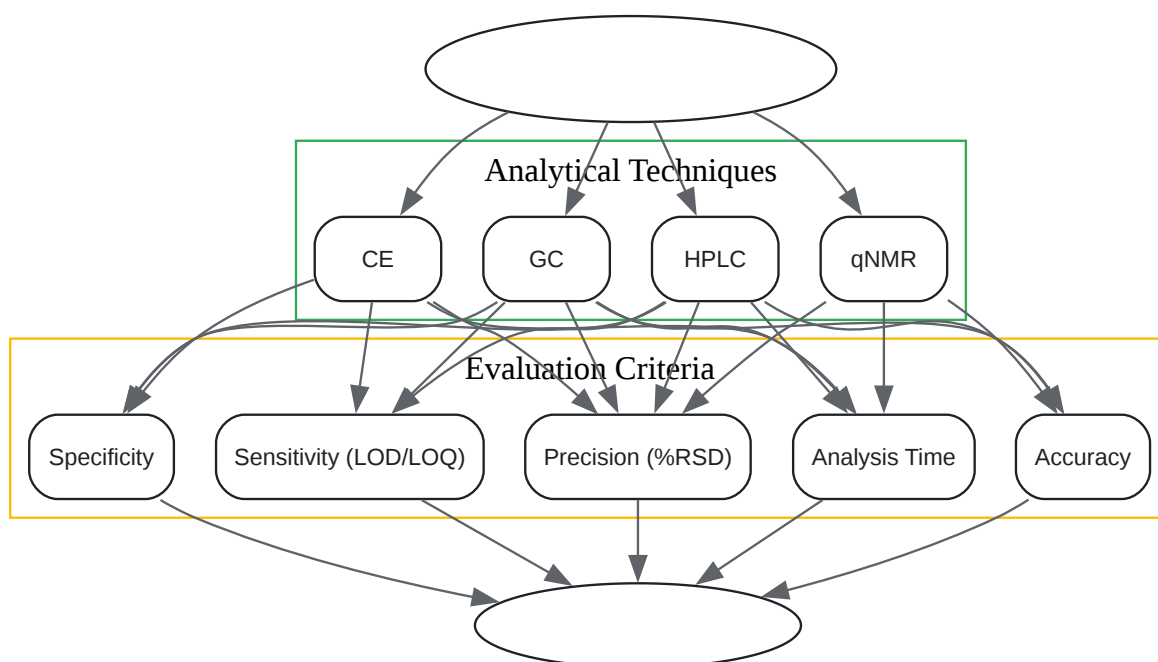 Analytical Techniques
CE
GC
HPLC
qNMR
Evaluation Criteria
Specificity
Sensitivity (LOD/LOQ)
Precision (%RSD)
Analysis Time
Accuracy